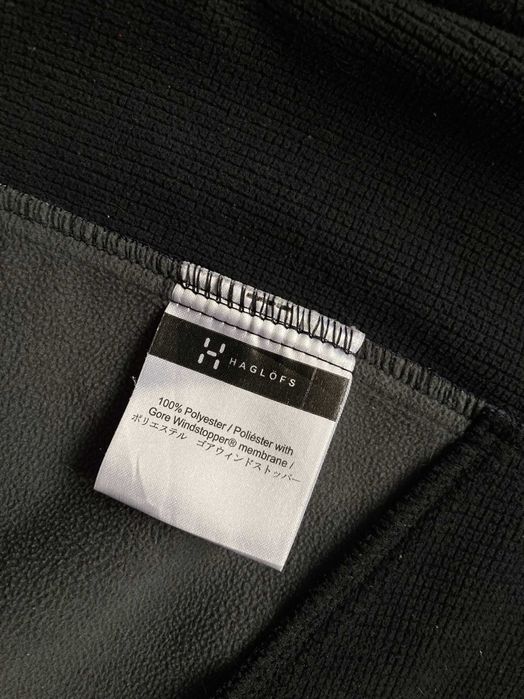 HAGLÖFS
100% Polyester / Poliéster with
Gore Windstopper® membrane /
ポリエステル ゴアウィンドストッパー